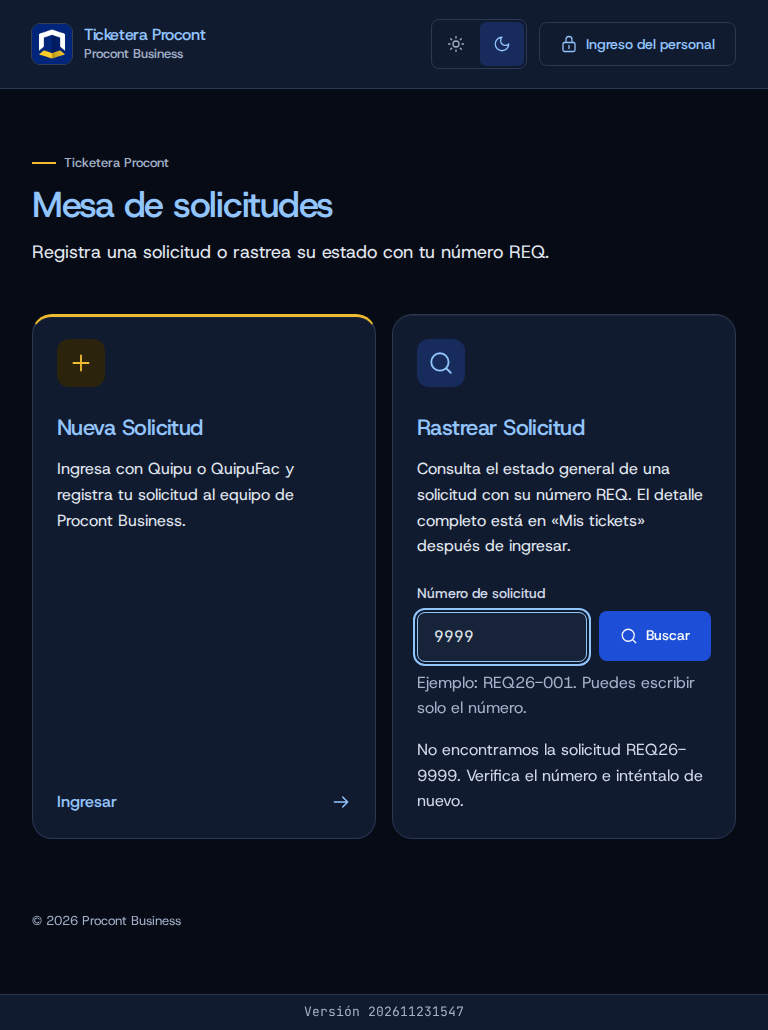 Ticketera Procont
Procont Business
Ingreso del personal
Ticketera Procont
Mesa de solicitudes
Registra una solicitud o rastrea su estado con tu número REQ.
Nueva Solicitud
Ingresa con Quipu o QuipuFac y
registra tu solicitud al equipo de
Procont Business.
Ingresar
Rastrear Solicitud
Consulta el estado general de una
solicitud con su número REQ. El detalle
completo está en «Mis tickets»
después de ingresar.
Número de solicitud
9999
Buscar
Ejemplo: REQ26-001. Puedes escribir
solo el número.
No encontramos la solicitud REQ26-
9999. Verifica el número e inténtalo de
nuevo.
© 2026 Procont Business
Versión 202611231547